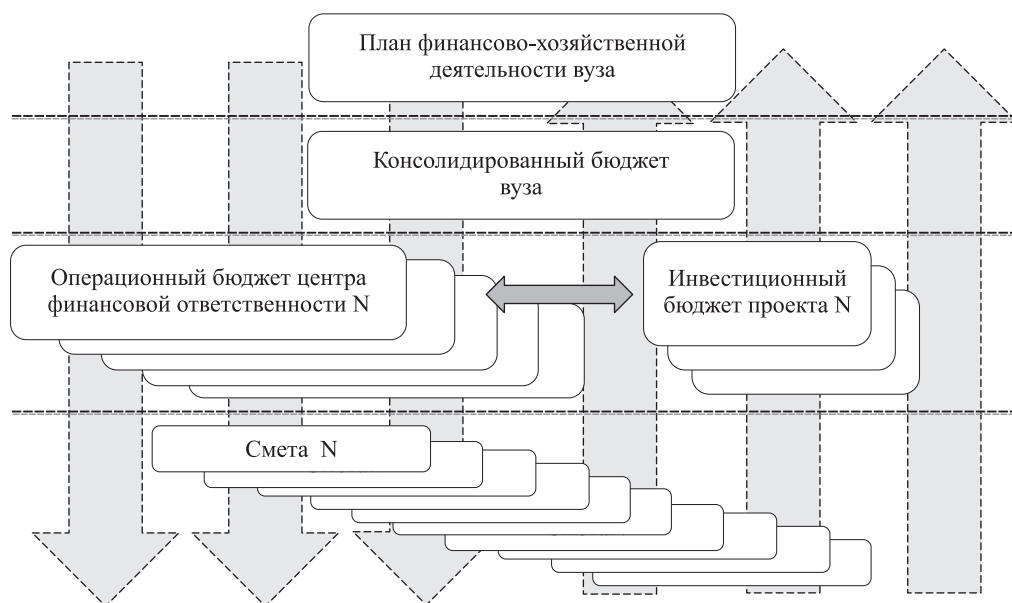 План финансово-хозяйственной
деятельности вуза
Консолидированный бюджет
вуза
Операционный бюджет центра
финансовой ответственности N
Инвестиционный
бюджет проекта N
Смета N